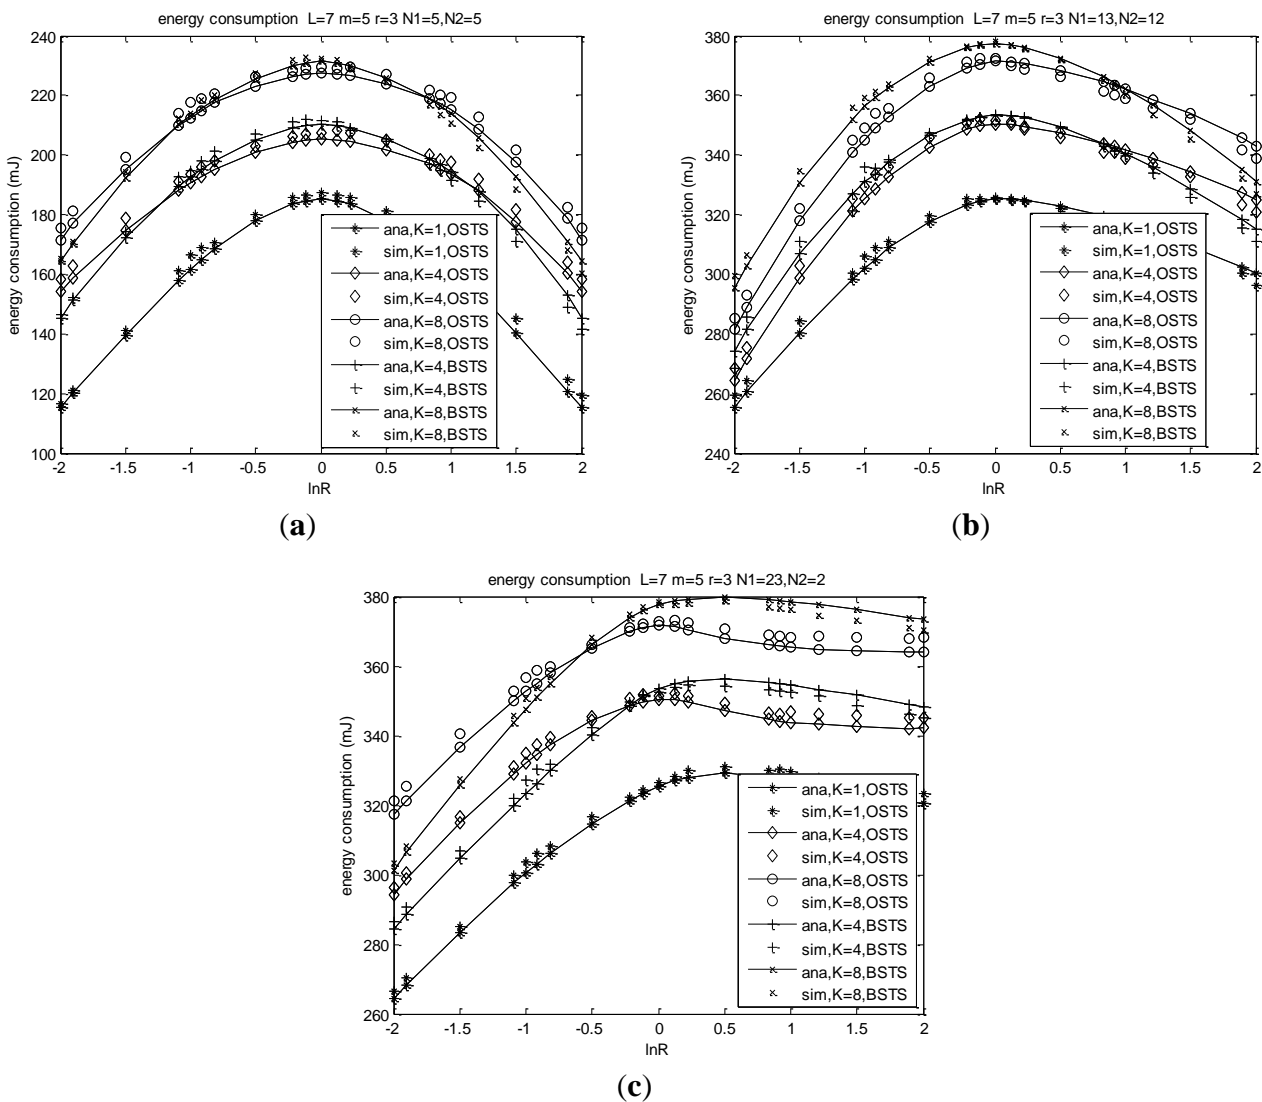 energy consumption L=7 m=5 r=3 N1=5,N2=5
240
220
200
180
160
140
120
100
energy consumption (mJ)
-2 -1.5 -1 -0.5 0 0.5 1 1.5 2
lnR
ana,K=1,OSTS
sim,K=1,OSTS
ana,K=4,OSTS
sim,K=4,OSTS
ana,K=8,OSTS
sim,K=8,OSTS
ana,K=4,BSTS
sim,K=4,BSTS
ana,K=8,BSTS
sim,K=8,BSTS
(a)
energy consumption L=7 m=5 r=3 N1=13,N2=12
380
360
340
320
300
280
260
240
energy consumption (mJ)
-2 -1.5 -1 -0.5 0 0.5 1 1.5 2
lnR
ana,K=1,OSTS
sim,K=1,OSTS
ana,K=4,OSTS
sim,K=4,OSTS
ana,K=8,OSTS
sim,K=8,OSTS
ana,K=4,BSTS
sim,K=4,BSTS
ana,K=8,BSTS
sim,K=8,BSTS
(b)
energy consumption L=7 m=5 r=3 N1=23,N2=2
380
360
340
320
300
280
260
energy consumption (mJ)
-2 -1.5 -1 -0.5 0 0.5 1 1.5 2
lnR
ana,K=1,OSTS
sim,K=1,OSTS
ana,K=4,OSTS
sim,K=4,OSTS
ana,K=8,OSTS
sim,K=8,OSTS
ana,K=4,BSTS
sim,K=4,BSTS
ana,K=8,BSTS
sim,K=8,BSTS
(c)